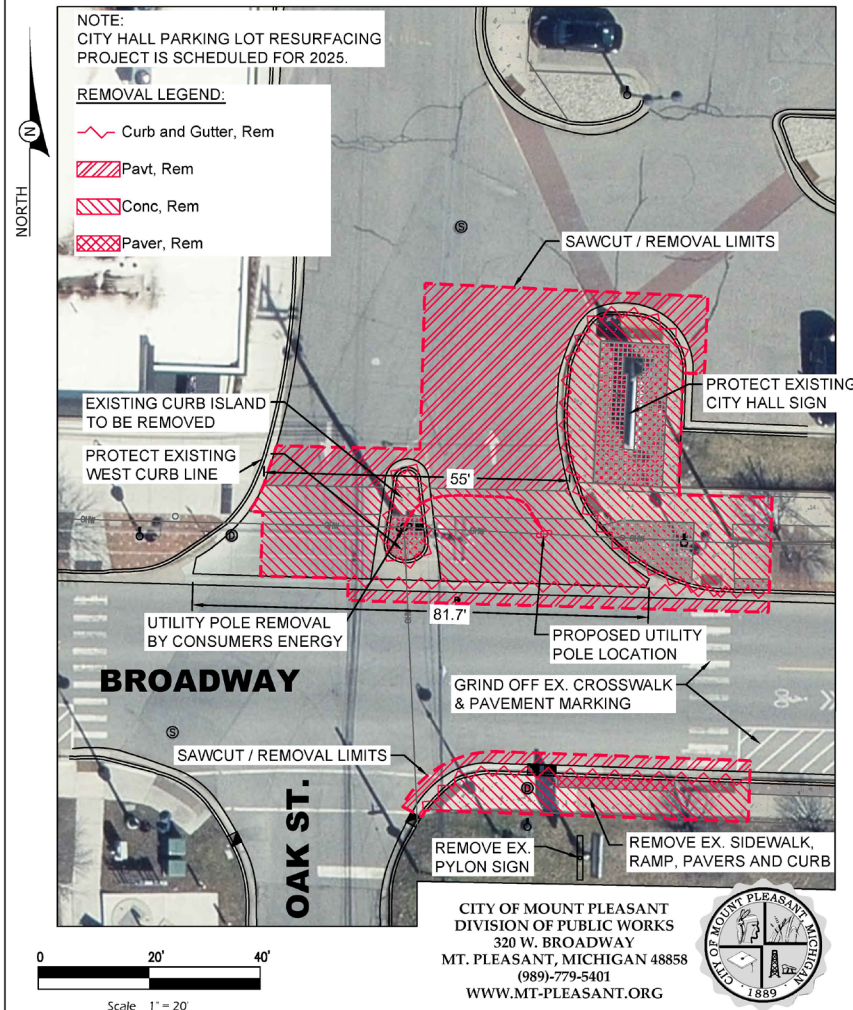 NOTE:
CITY HALL PARKING LOT RESURFACING
PROJECT IS SCHEDULED FOR 2025.
REMOVAL LEGEND:
Curb and Gutter, Rem
Pavt, Rem
Conc, Rem
Paver, Rem
N
NORTH
S
SAWCUT / REMOVAL LIMITS
PROTECT EXISTING
CITY HALL SIGN
EXISTING CURB ISLAND
TO BE REMOVED
PROTECT EXISTING
WEST CURB LINE
55'
OHW
OHW
OHW
D
OHW
81.7'
UTILITY POLE REMOVAL
BY CONSUMERS ENERGY
PROPOSED UTILITY
POLE LOCATION
BROADWAY
GRIND OFF EX. CROSSWALK
& PAVEMENT MARKING
S
SAWCUT / REMOVAL LIMITS
D
OAK ST.
REMOVE EX.
PYLON SIGN
REMOVE EX. SIDEWALK,
RAMP, PAVERS AND CURB
CITY OF MOUNT PLEASANT
DIVISION OF PUBLIC WORKS
320 W. BROADWAY
MT. PLEASANT, MICHIGAN 48858
(989)-779-5401
WWW.MT-PLEASANT.ORG
CITY OF MOUNT PLEASANT, MICHIGAN
· 1889 ·
0 20' 40'
Scale 1" = 20'